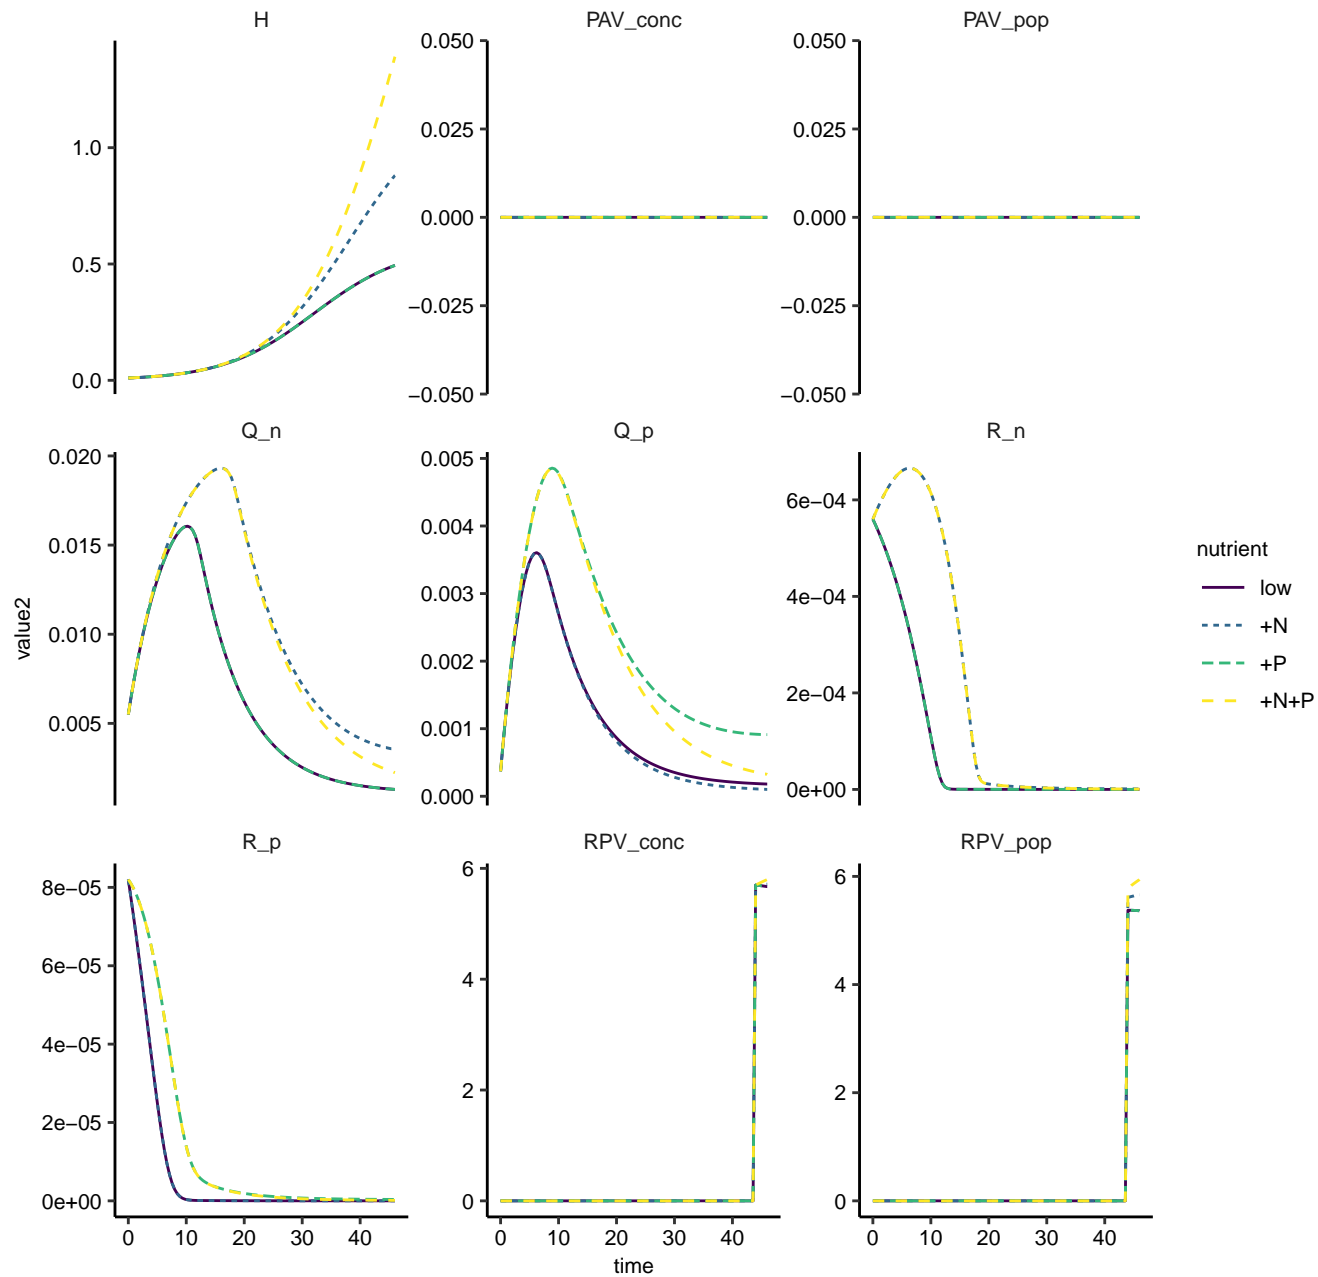 H
PAV_conc
PAV_pop
1.0
0.5
0.0
0.050
0.025
0.000
−0.025
−0.050
0.050
0.025
0.000
−0.025
−0.050
Q_n
Q_p
R_n
0.020
0.015
0.010
0.005
0.005
0.004
0.003
0.002
0.001
0.000
6e−04
4e−04
2e−04
0e+00
R_p
RPV_conc
RPV_pop
8e−05
6e−05
4e−05
2e−05
0e+00
6
4
2
0
6
4
2
0
0 10 20 30 40
0 10 20 30 40
0 10 20 30 40
time
value2
nutrient
low
+N
+P
+N+P